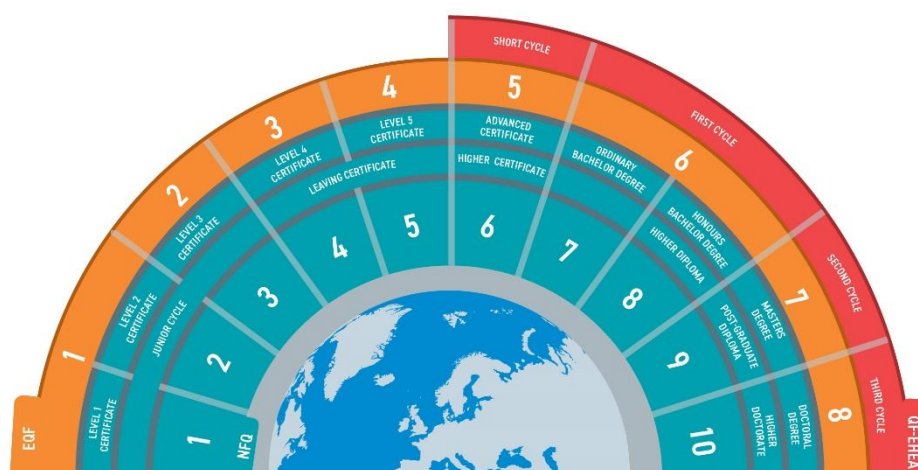 SHORT CYCLE
FIRST CYCLE
SECOND CYCLE
THIRD CYCLE
QF-EHEA
EQF
1
2
3
4
5
6
7
8
LEVEL 1
CERTIFICATE
LEVEL 2
CERTIFICATE
LEVEL 3
CERTIFICATE
LEVEL 4
CERTIFICATE
LEVEL 5
CERTIFICATE
ADVANCED
CERTIFICATE
ORDINARY
BACHELOR DEGREE
HONOURS
BACHELOR DEGREE
MASTERS
DEGREE
DOCTORAL
DEGREE
JUNIOR CYCLE
LEAVING CERTIFICATE
HIGHER CERTIFICATE
HIGHER DIPLOMA
POST-GRADUATE
DIPLOMA
HIGHER
DOCTORATE
NFQ
1
2
3
4
5
6
7
8
9
10